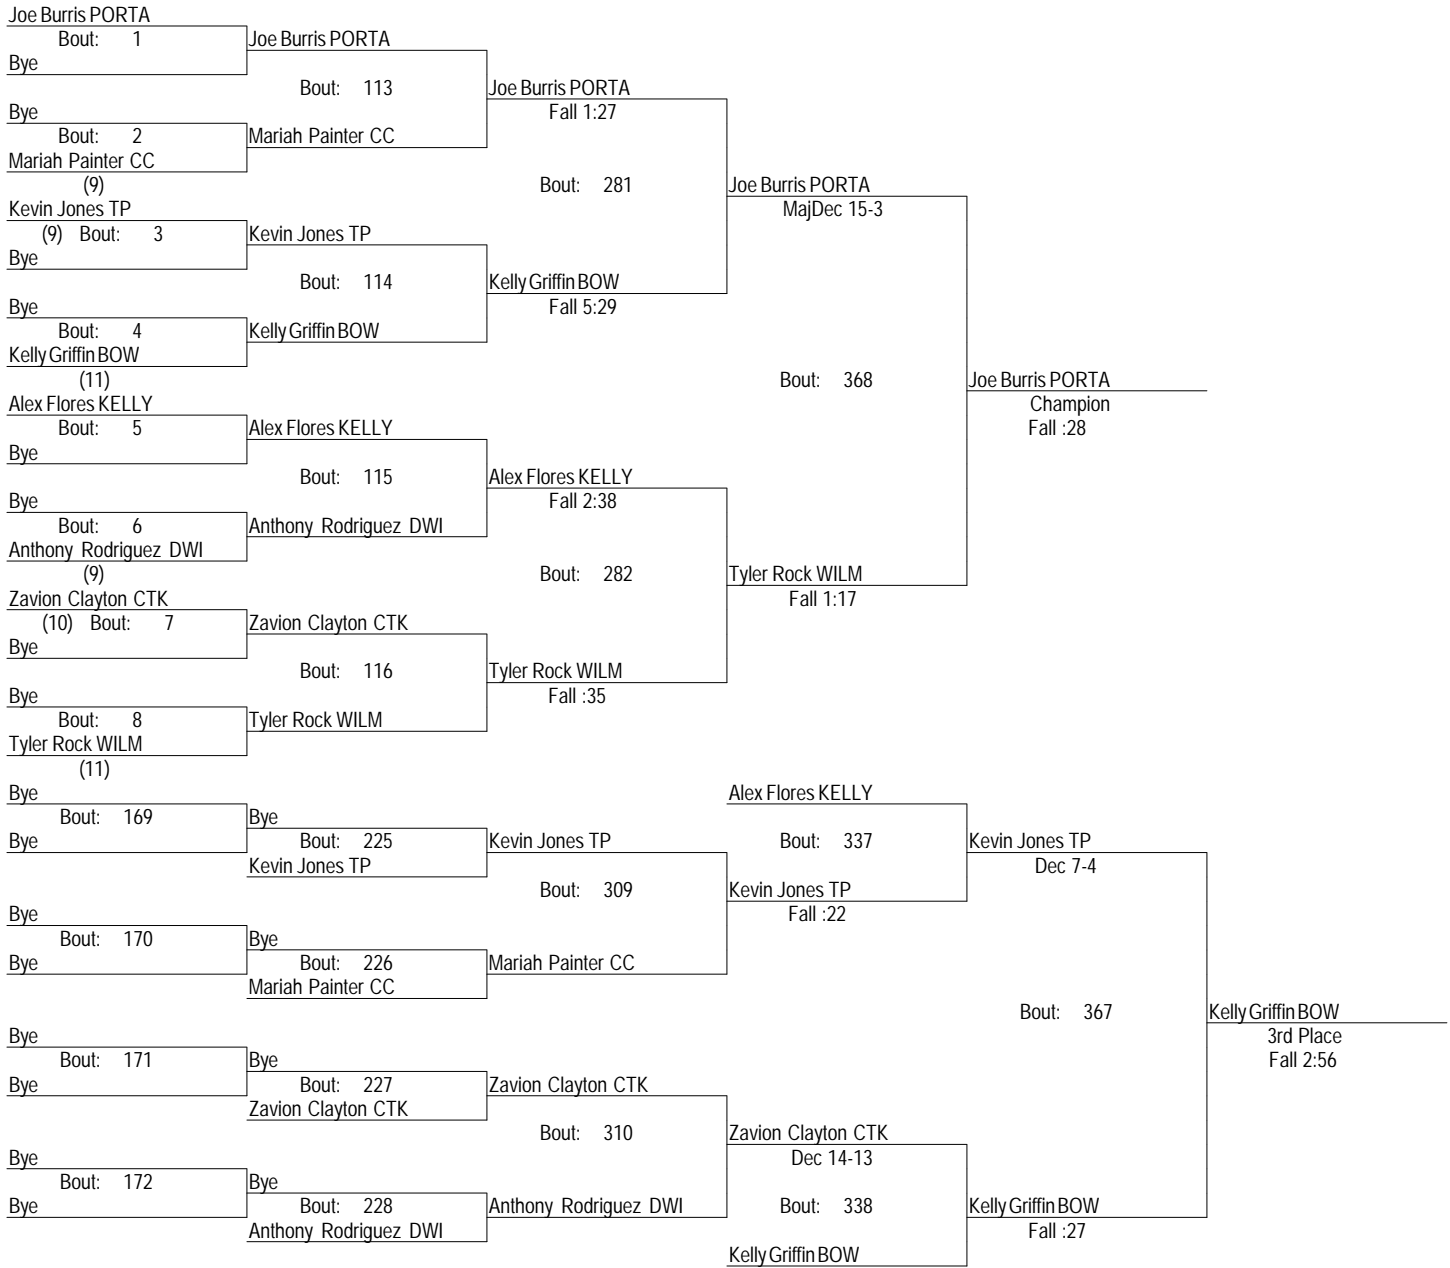 Joe Burris PORTA
Bout: 1
Joe Burris PORTA
Bye
Bout: 113
Joe Burris PORTA
Bye
Fall 1:27
Bout: 2
Mariah Painter CC
Mariah Painter CC
(9)
Bout: 281
Joe Burris PORTA
Kevin Jones TP
MajDec 15-3
(9) Bout: 3
Kevin Jones TP
Bye
Bout: 114
Kelly Griffin BOW
Bye
Fall 5:29
Bout: 4
Kelly Griffin BOW
Kelly Griffin BOW
(11)
Bout: 368
Joe Burris PORTA
Alex Flores KELLY
Champion
Bout: 5
Alex Flores KELLY
Fall :28
Bye
Bout: 115
Alex Flores KELLY
Bye
Fall 2:38
Bout: 6
Anthony Rodriguez DWI
Anthony Rodriguez DWI
(9)
Bout: 282
Tyler Rock WILM
Zavion Clayton CTK
Fall 1:17
(10) Bout: 7
Zavion Clayton CTK
Bye
Bout: 116
Tyler Rock WILM
Bye
Fall :35
Bout: 8
Tyler Rock WILM
Tyler Rock WILM
(11)
Bye
Alex Flores KELLY
Bout: 169
Bye
Bye
Bout: 225
Kevin Jones TP
Bout: 337
Kevin Jones TP
Kevin Jones TP
Dec 7-4
Bout: 309
Kevin Jones TP
Bye
Fall :22
Bout: 170
Bye
Bye
Bout: 226
Mariah Painter CC
Mariah Painter CC
Bout: 367
Kelly Griffin BOW
Bye
3rd Place
Bout: 171
Bye
Fall 2:56
Bye
Bout: 227
Zavion Clayton CTK
Zavion Clayton CTK
Bout: 310
Zavion Clayton CTK
Bye
Dec 14-13
Bout: 172
Bye
Bye
Bout: 228
Anthony Rodriguez DWI
Bout: 338
Kelly Griffin BOW
Anthony Rodriguez DWI
Fall :27
Kelly Griffin BOW